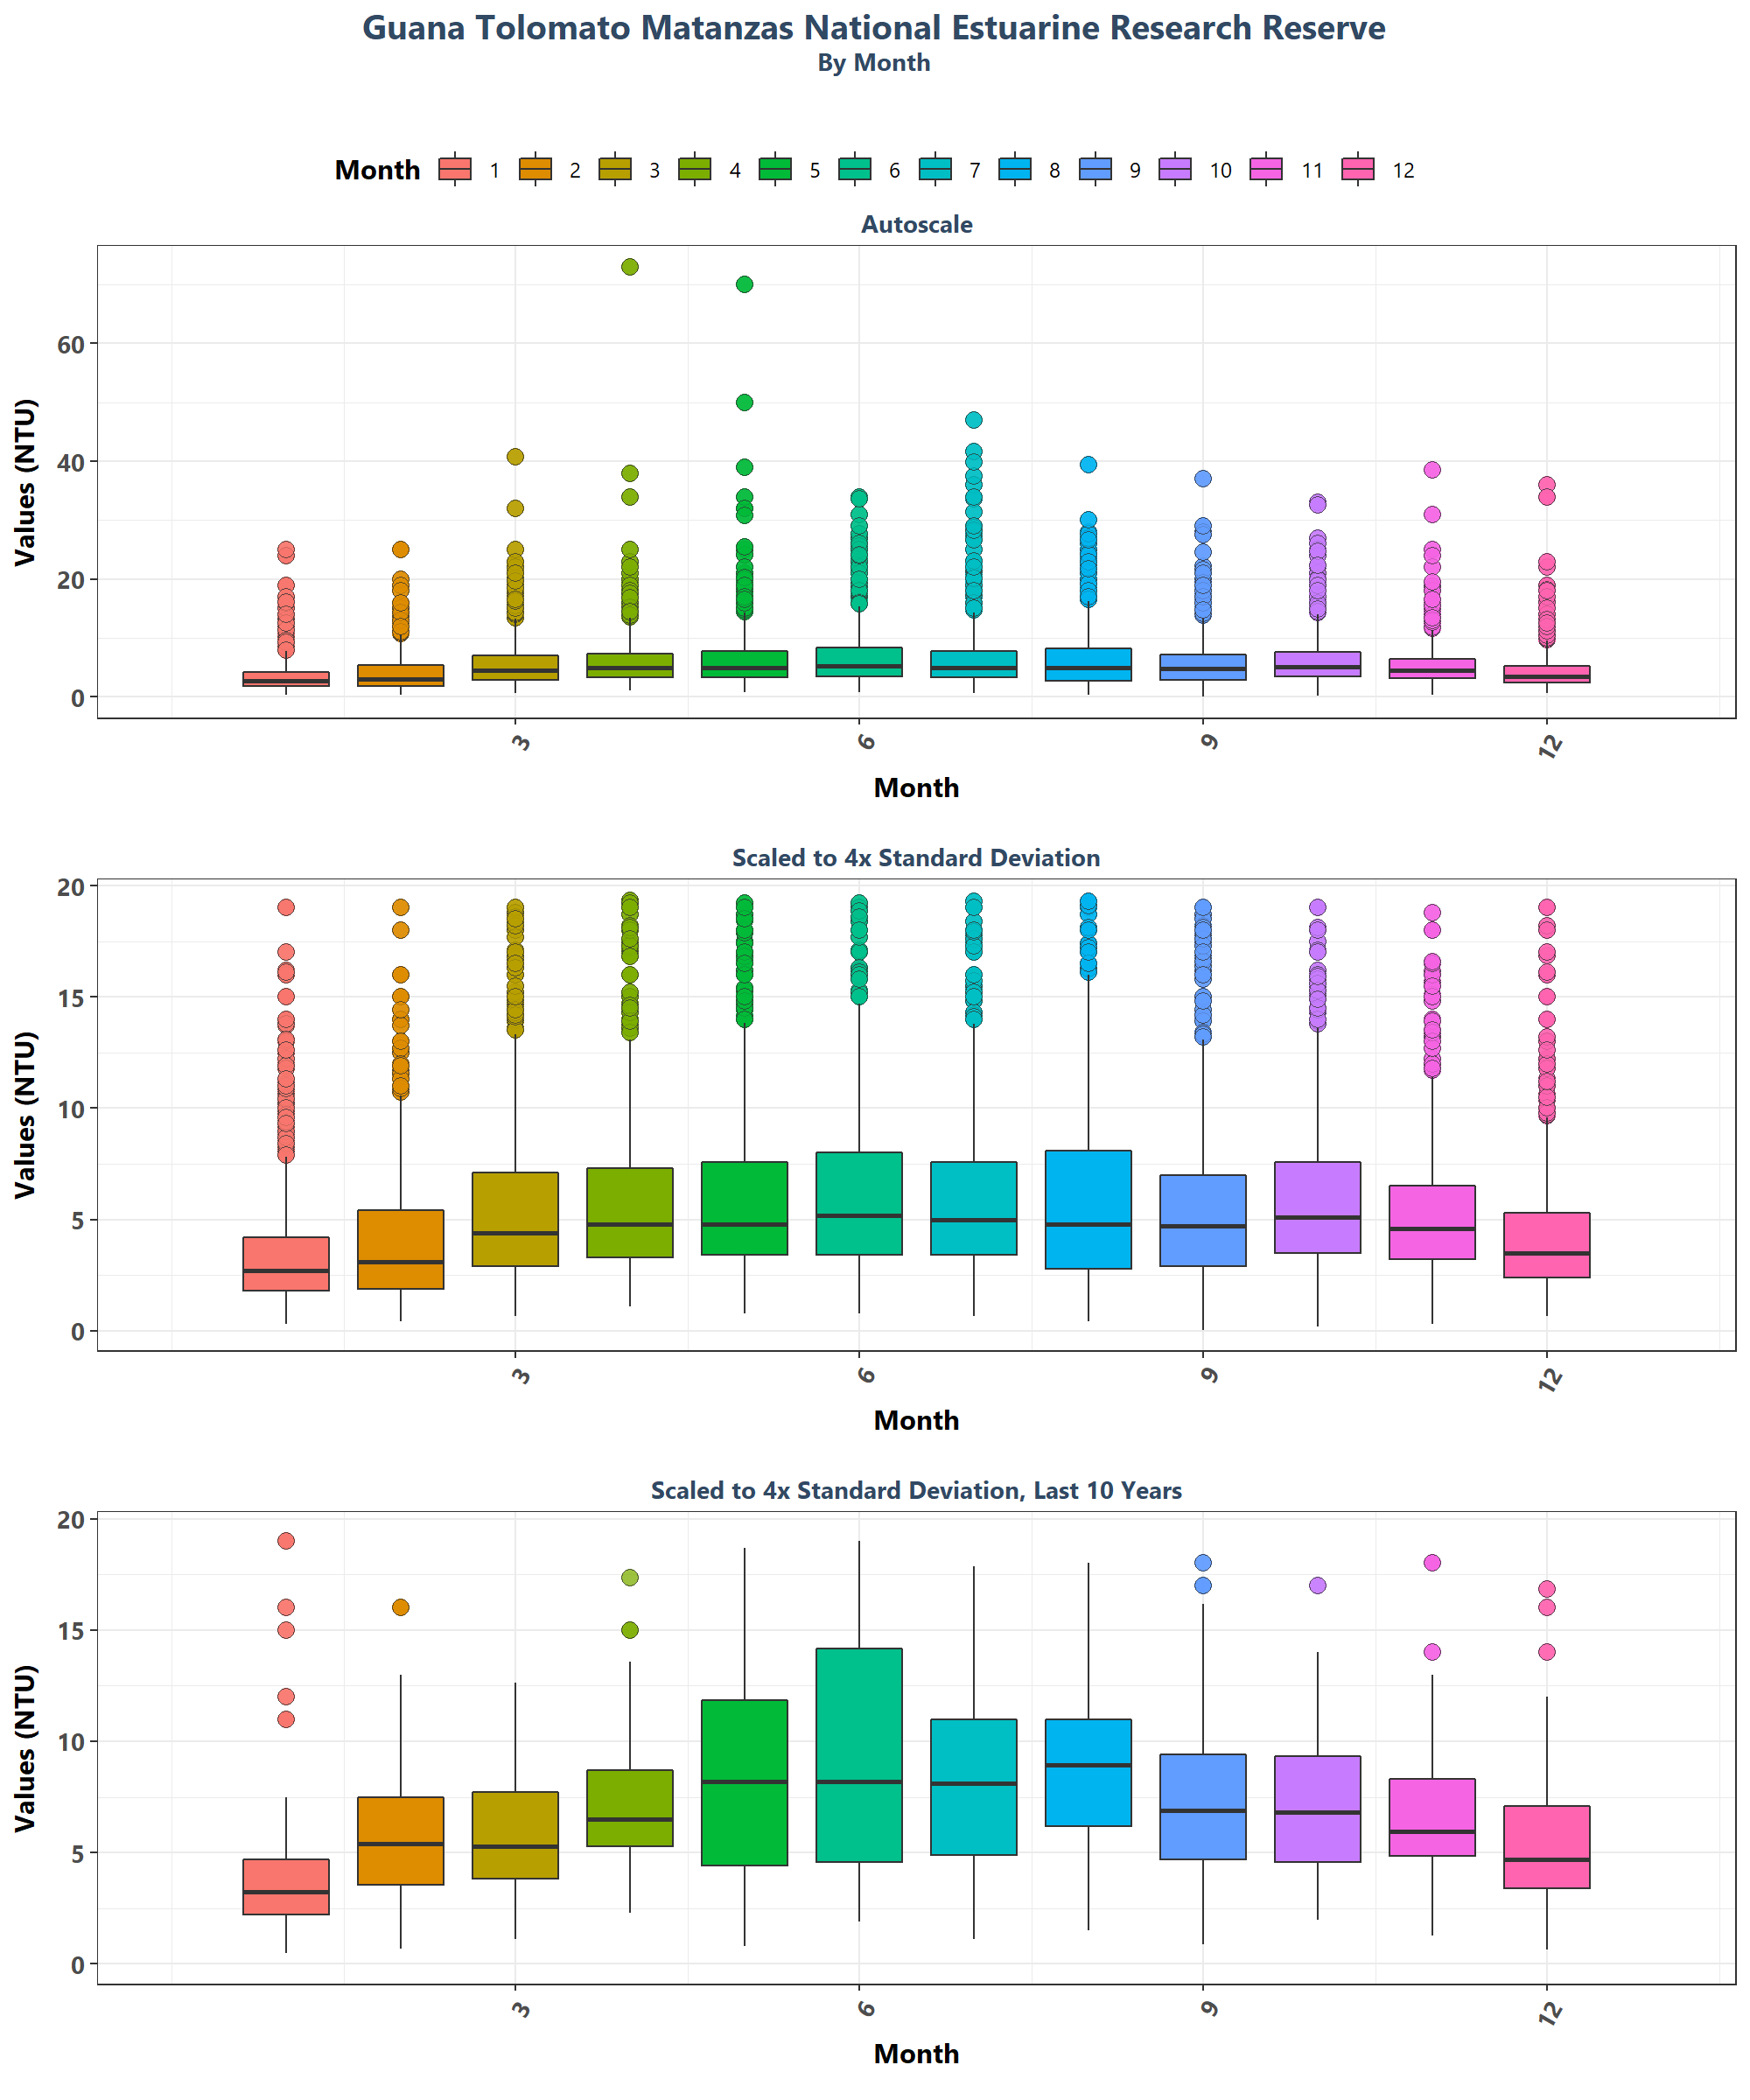 Guana Tolomato Matanzas National Estuarine Research Reserve
By Month
Month 1 2 3 4 5 6 7 8 9 10 11 12
Autoscale
Values (NTU)
60
40
20
0
3 6 9 12
Month
Scaled to 4x Standard Deviation
Values (NTU)
20
15
10
5
0
3 6 9 12
Month
Scaled to 4x Standard Deviation, Last 10 Years
Values (NTU)
20
15
10
5
0
3 6 9 12
Month